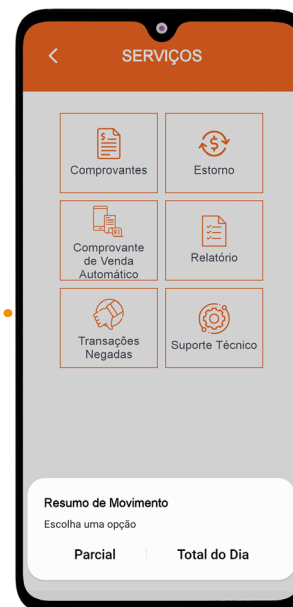 SERVIÇOS
Comprovantes
Estorno
Comprovante
de Venda
Automático
Relatório
Transações
Negadas
Suporte Técnico
Resumo de Movimento
Escolha uma opção
Parcial
Total do Dia